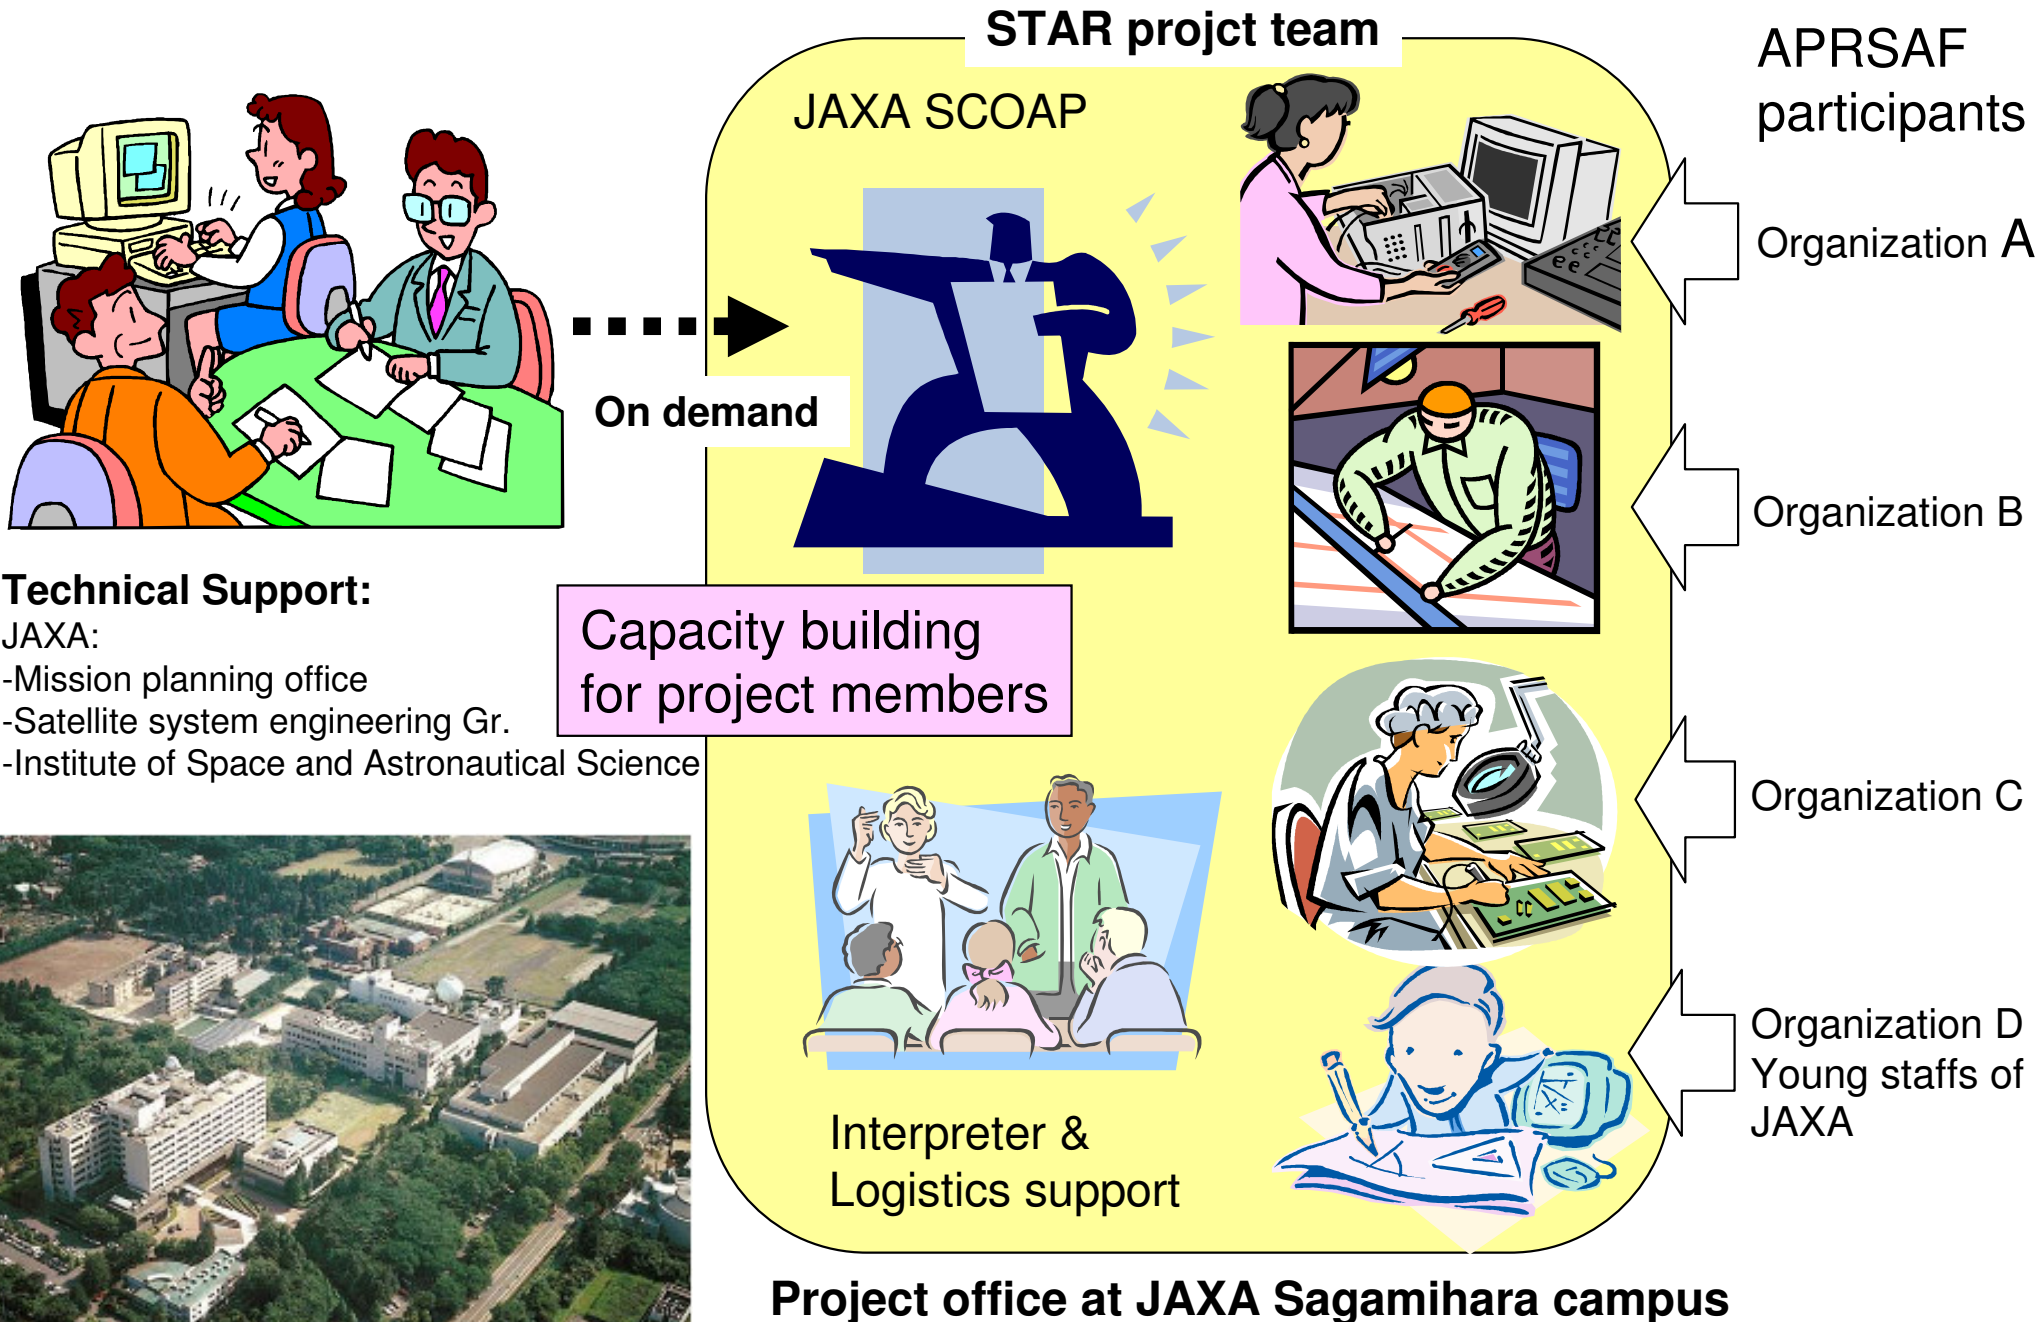 STAR projct team
JAXA SCOAP
APRSAF
participants
Organization A
On demand
Organization B
Technical Support:
JAXA:
-Mission planning office
-Satellite system engineering Gr.
-Institute of Space and Astronautical Science
Capacity building
for project members
Organization C
Organization D
Young staffs of
JAXA
Interpreter &
Logistics support
Project office at JAXA Sagamihara campus